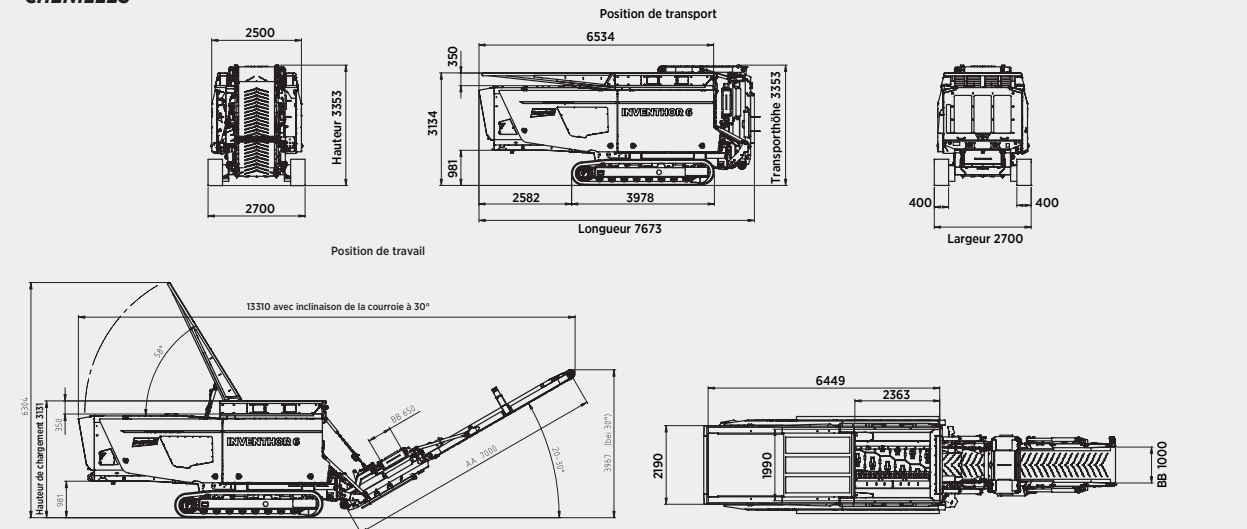 CHENILLES
Position de transport
2500
Hauteur 3353
2700
6534
350
3134
981
INVENTHOR 6
Transporthöhe 3353
2582
3978
Longueur 7673
400
400
Largeur 2700
Position de travail
13310 avec inclinaison de la courroie à 30°
58°
6304
Hauteur de chargement 3131
350
981
INVENTHOR 6
BB 650
AA 7000
20-30°
3967 (bei 30°)
6449
2363
2190
1990
BB 1000